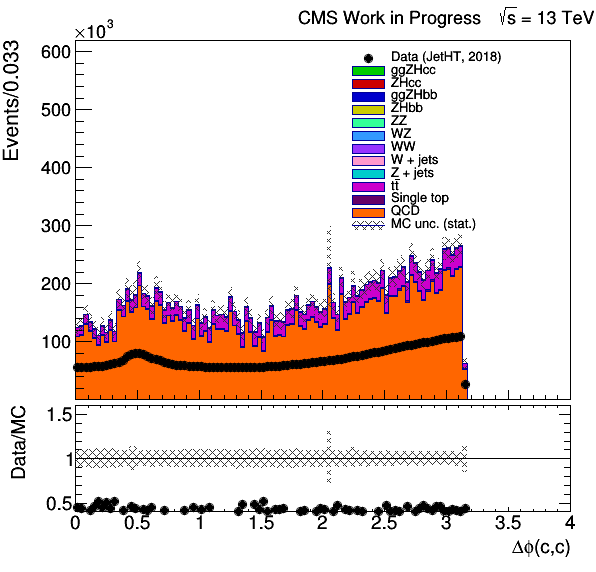 CMS Work in Progress √s = 13 TeV
×10³
Events/0.033
600
500
400
300
200
100
Data (JetHT, 2018)
ggZHcc
ZHcc
ggZHbb
ZHbb
ZZ
WZ
WW
W + jets
Z + jets
tt̄
Single top
QCD
MC unc. (stat.)
Data/MC
1.5
1
0.5
0 0.5 1 1.5 2 2.5 3 3.5 4
Δϕ(c,c)